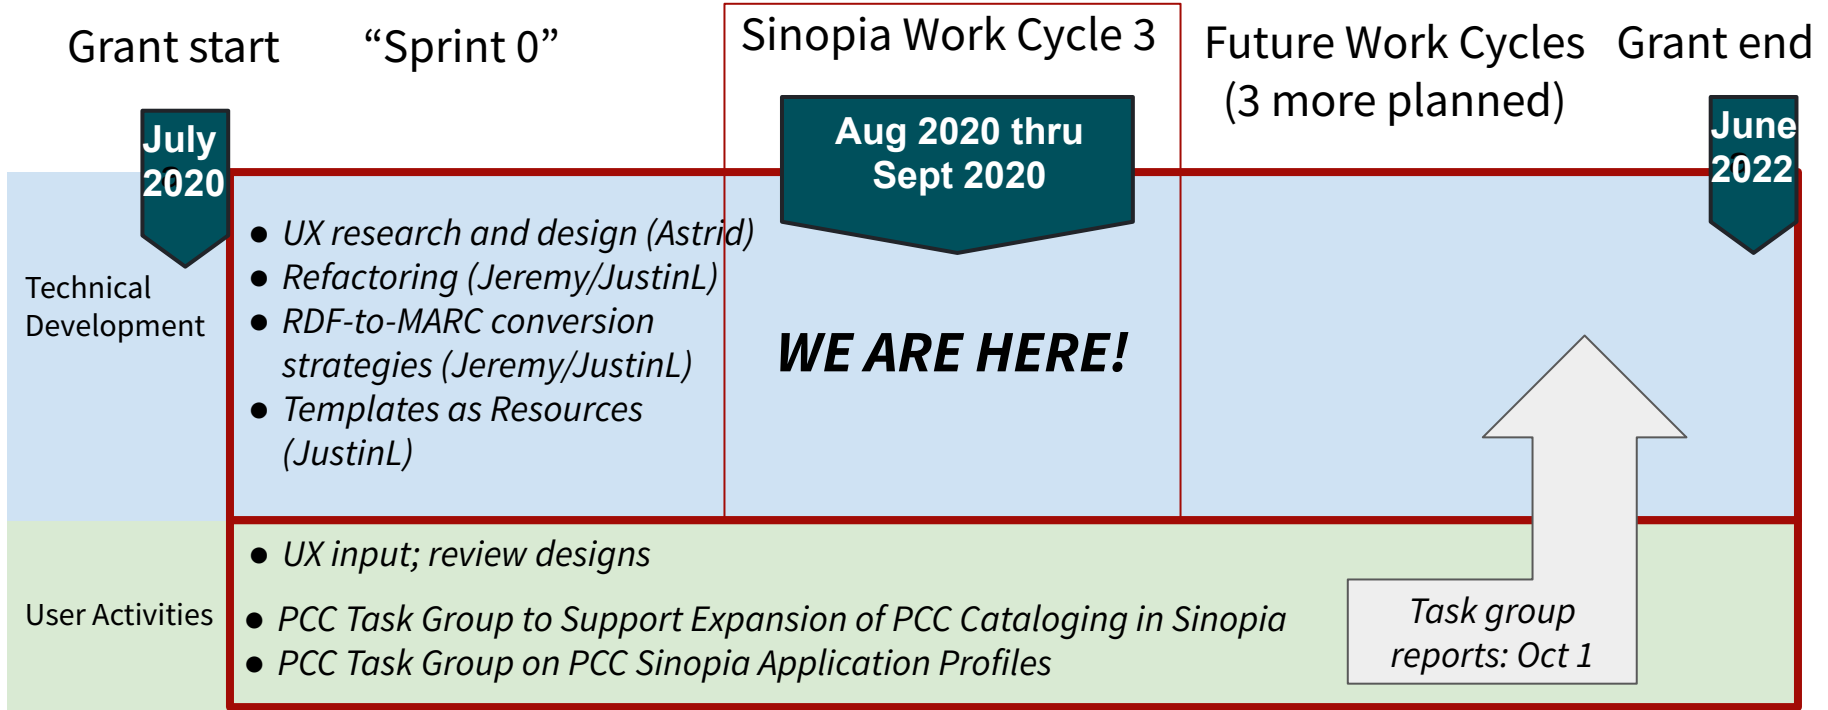 Grant start
“Sprint 0”
Sinopia Work Cycle 3
Future Work Cycles
(3 more planned)
Grant end
July
2020
Aug 2020 thru
Sept 2020
June
2022
Technical
Development
● UX research and design (Astrid)
● Refactoring (Jeremy/JustinL)
● RDF-to-MARC conversion
strategies (Jeremy/JustinL)
● Templates as Resources
(JustinL)
WE ARE HERE!
User Activities
● UX input; review designs
● PCC Task Group to Support Expansion of PCC Cataloging in Sinopia
● PCC Task Group on PCC Sinopia Application Profiles
Task group
reports: Oct 1